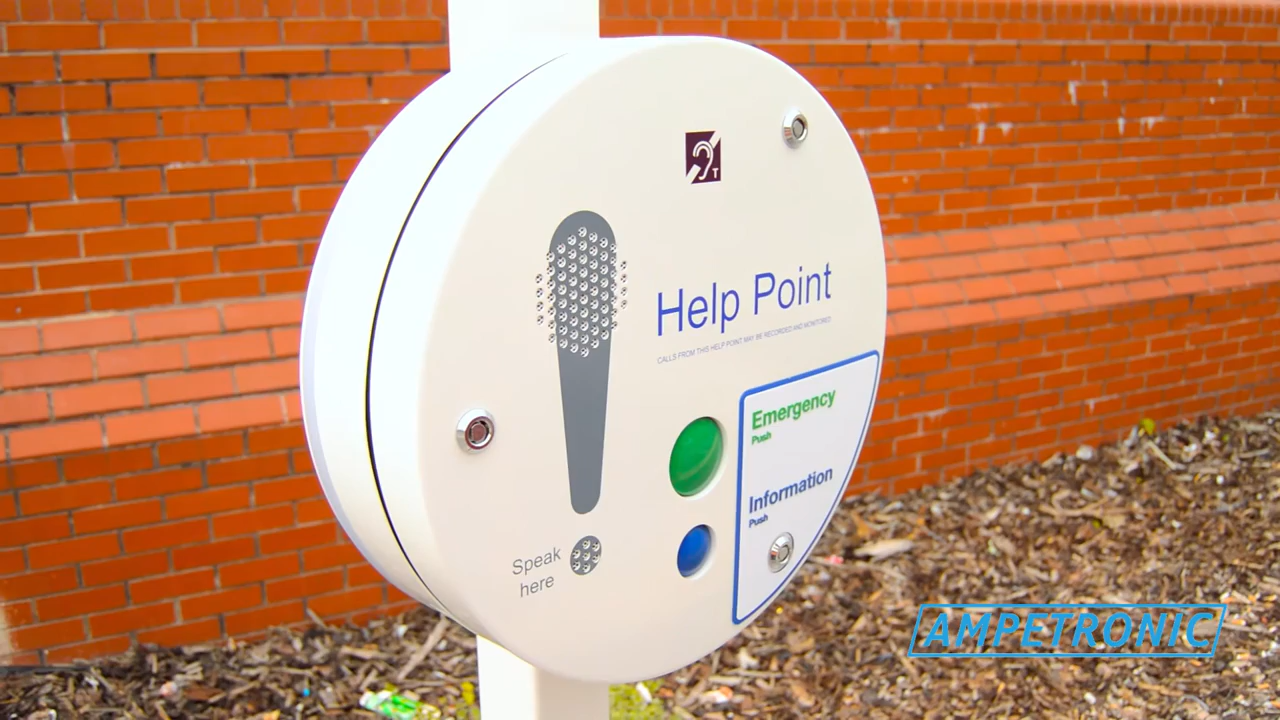 T
Help Point
CALLS FROM THIS HELP POINT MAY BE RECORDED AND MONITORED
Emergency
Push
Information
Push
Speak
here
AMPETRONIC